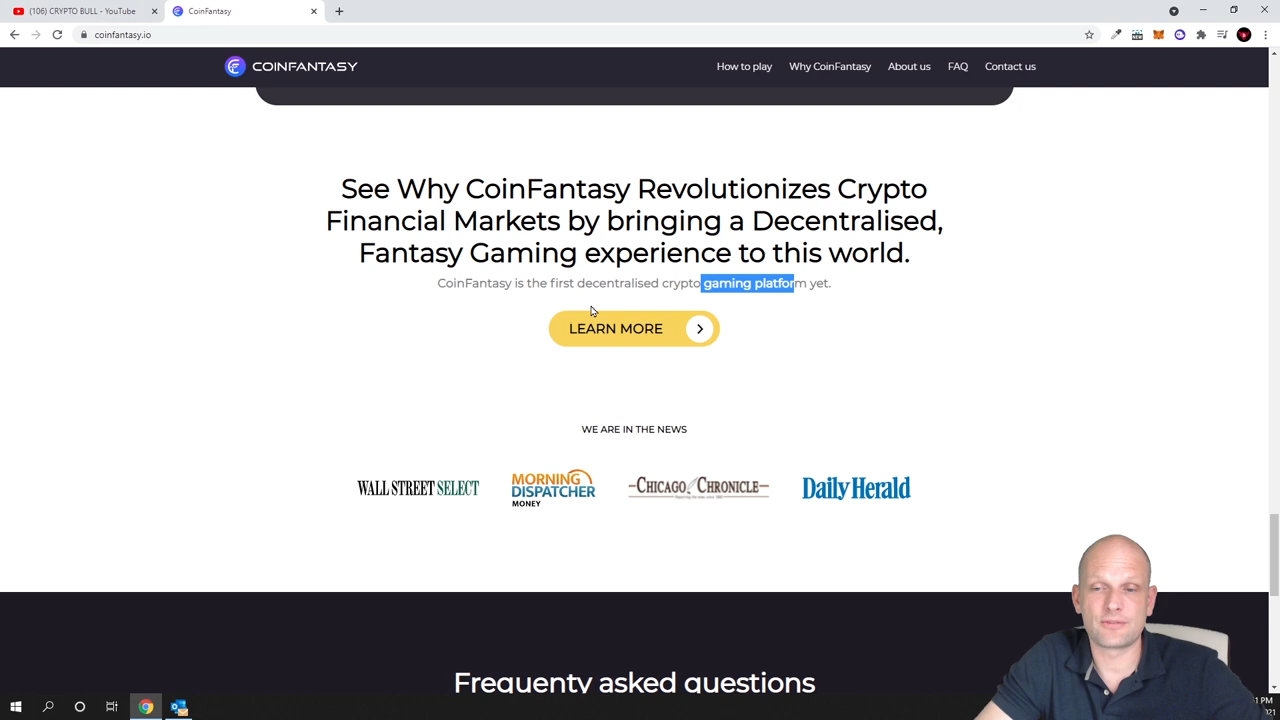 (106) CRYPTO BULL - YouTube
CoinFantasy
coinfantasy.io
COINFANTASY
How to play
Why CoinFantasy
About us
FAQ
Contact us
See Why CoinFantasy Revolutionizes Crypto
Financial Markets by bringing a Decentralised,
Fantasy Gaming experience to this world.
CoinFantasy is the first decentralised crypto gaming platform yet.
LEARN MORE
WE ARE IN THE NEWS
WALL STREET SELECT
MORNING
DISPATCHER
MONEY
CHICAGO CHRONICLE
Daily Herald
Frequenty asked questions